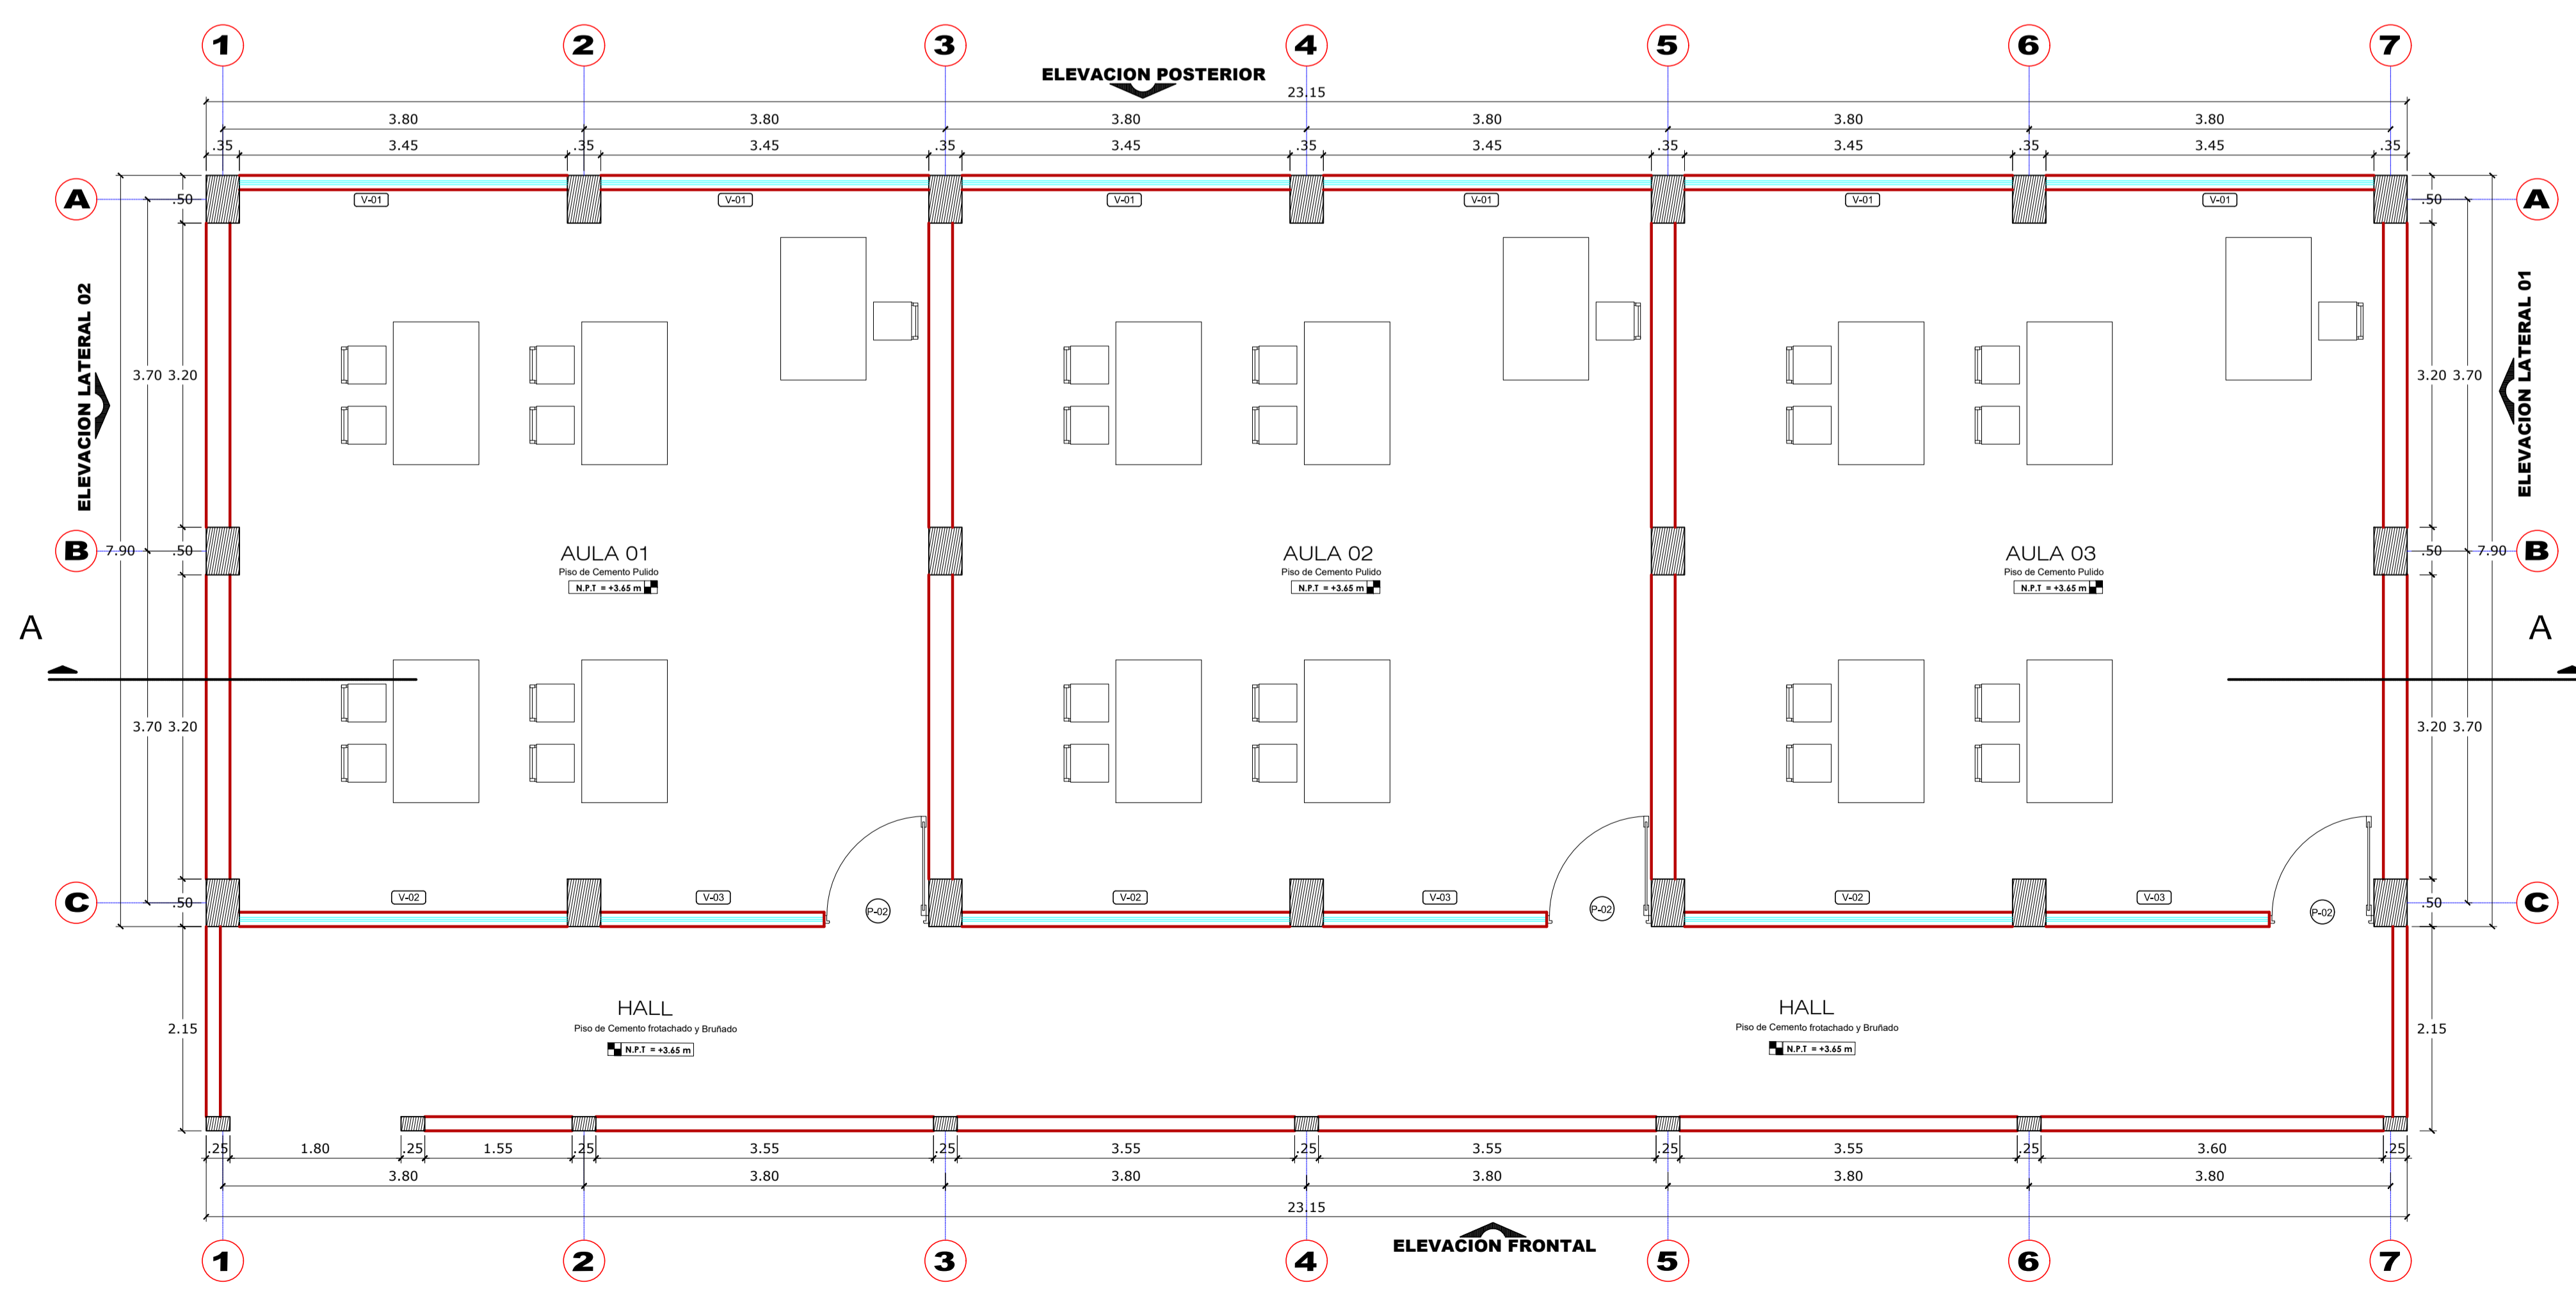 1 2 3 4 5 6 7
ELEVACION POSTERIOR
23.15
3.80 3.80 3.80 3.80 3.80 3.80
.35 3.45 .35 3.45 .35 3.45 .35 3.45 .35 3.45 .35 3.45 .35
A .50 V-01 V-01 V-01 V-01 V-01 V-01 .50 A
ELEVACION LATERAL 02
ELEVACION LATERAL 01
3.70 3.20 3.20 3.70
B 7.90 .50 .50 7.90 B
AULA 01 AULA 02 AULA 03
Piso de Cemento Pulido Piso de Cemento Pulido Piso de Cemento Pulido
N.P.T = +3.65 m N.P.T = +3.65 m N.P.T = +3.65 m
A A
3.70 3.20 3.20 3.70
V-02 V-03 V-02 V-03 V-02 V-03
C .50 P-02 P-02 P-02 .50 C
HALL HALL
Piso de Cemento frotachado y Bruñado Piso de Cemento frotachado y Bruñado
2.15 2.15
N.P.T = +3.65 m N.P.T = +3.65 m
.25 1.80 .25 1.55 .25 3.55 .25 3.55 .25 3.55 .25 3.55 .25 3.60 .25
3.80 3.80 3.80 3.80 3.80 3.80
23.15
ELEVACION FRONTAL
1 2 3 4 5 6 7